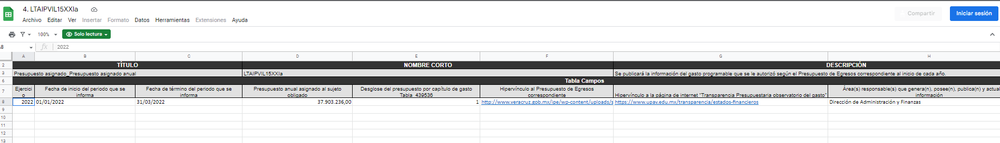 4. LTAIPVIL15XXIa
Archivo Editar Ver Insertar Formato Datos Herramientas Extensiones Ayuda
Compartir
Iniciar sesión
100% Solo lectura
fx 2022
A B C D E F G H
2 TÍTULO NOMBRE CORTO DESCRIPCIÓN
3 Presupuesto asignado_Presupuesto asignado anual LTAIPVIL15XXIa Se publicará la información del gasto programable que se le autorizó según el Presupuesto de Egresos correspondiente al inicio de cada año.
6 Tabla Campos
7 Ejercicio Fecha de inicio del periodo que se informa Fecha de término del periodo que se informa Presupuesto anual asignado al sujeto obligado Desglose del presupuesto por capítulo de gasto Tabla_439536 Hipervínculo al Presupuesto de Egresos correspondiente Hipervínculo a la página de internet "Transparencia Presupuestaria observatorio del gasto" Área(s) responsable(s) que genera(n), posee(n), publica(n) y actual información
8 2022 01/01/2022 31/03/2022 37.903.236,00 1 http://www.veracruz.gob.mx/ipe/wp-content/uploads/s https://www.upav.edu.mx/transparencia/estados-financieros Dirección de Administración y Finanzas
9
10
11
12
13